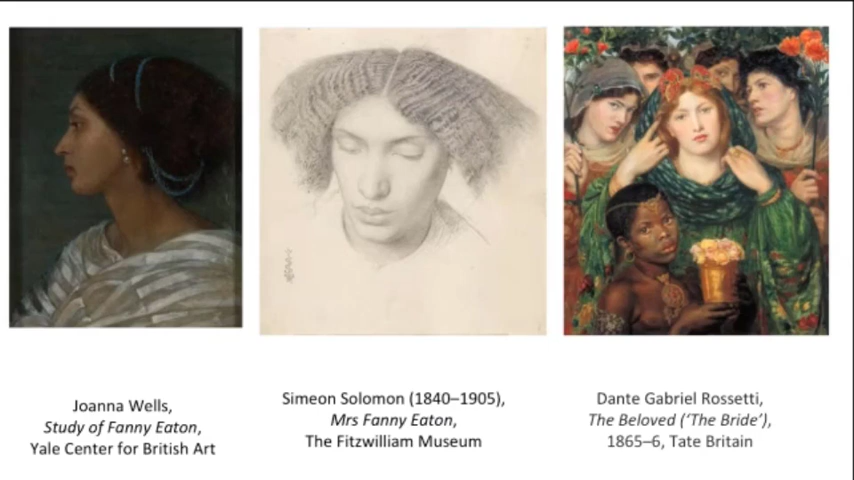 Joanna Wells,
Study of Fanny Eaton,
Yale Center for British Art
Simeon Solomon (1840–1905),
Mrs Fanny Eaton,
The Fitzwilliam Museum
Dante Gabriel Rossetti,
The Beloved (‘The Bride’),
1865–6, Tate Britain